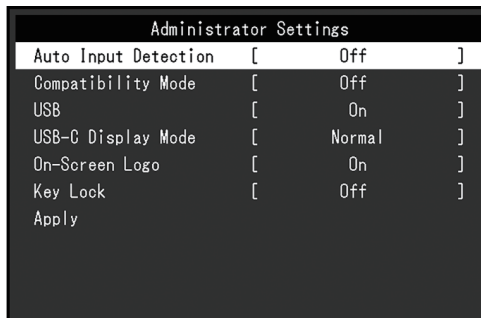 Administrator Settings
Auto Input Detection [ Off ]
Compatibility Mode [ Off ]
USB [ On ]
USB-C Display Mode [ Normal ]
On-Screen Logo [ On ]
Key Lock [ Off ]
Apply